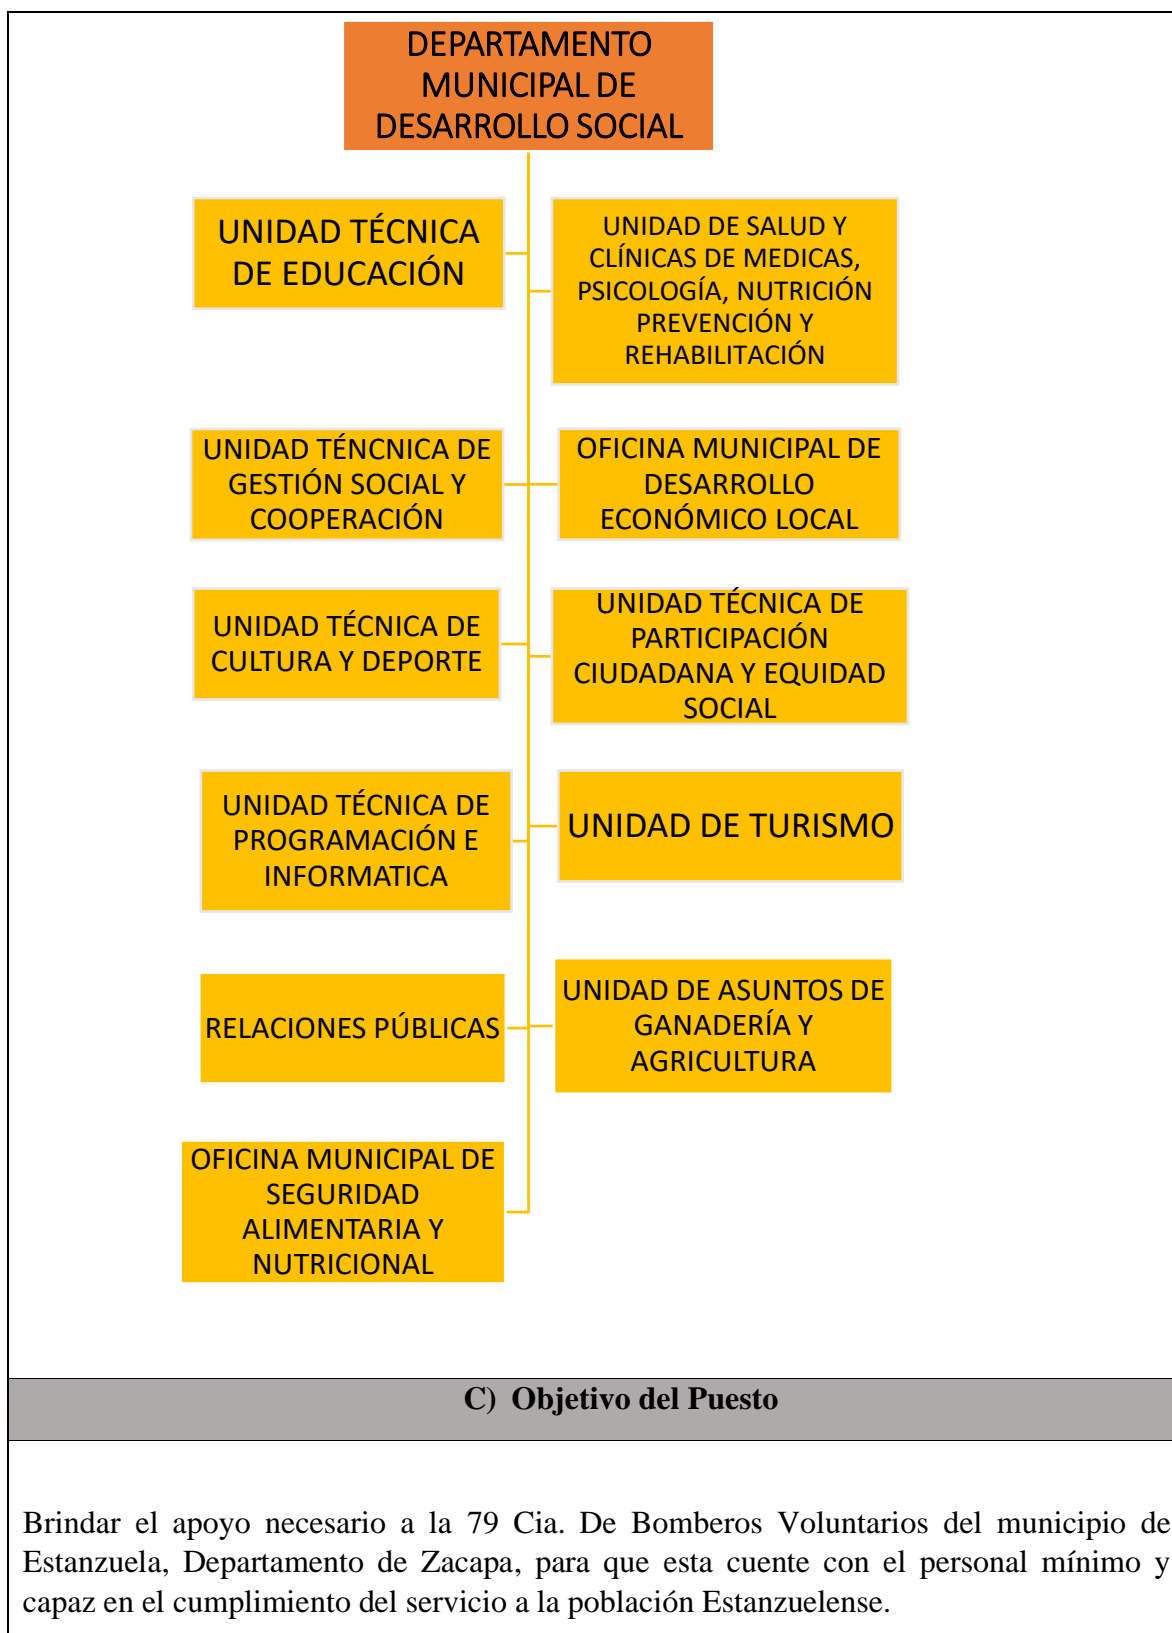 DEPARTAMENTO
MUNICIPAL DE
DESARROLLO SOCIAL
UNIDAD TÉCNICA
DE EDUCACIÓN
UNIDAD DE SALUD Y
CLÍNICAS DE MEDICAS,
PSICOLOGÍA, NUTRICIÓN
PREVENCIÓN Y
REHABILITACIÓN
UNIDAD TÉNCNICA DE
GESTIÓN SOCIAL Y
COOPERACIÓN
OFICINA MUNICIPAL DE
DESARROLLO
ECONÓMICO LOCAL
UNIDAD TÉCNICA DE
CULTURA Y DEPORTE
UNIDAD TÉCNICA DE
PARTICIPACIÓN
CIUDADANA Y EQUIDAD
SOCIAL
UNIDAD TÉCNICA DE
PROGRAMACIÓN E
INFORMATICA
UNIDAD DE TURISMO
RELACIONES PÚBLICAS
UNIDAD DE ASUNTOS DE
GANADERÍA Y
AGRICULTURA
OFICINA MUNICIPAL DE
SEGURIDAD
ALIMENTARIA Y
NUTRICIONAL
C) Objetivo del Puesto
Brindar el apoyo necesario a la 79 Cia. De Bomberos Voluntarios del municipio de
Estanzuela, Departamento de Zacapa, para que esta cuente con el personal mínimo y
capaz en el cumplimiento del servicio a la población Estanzuelense.